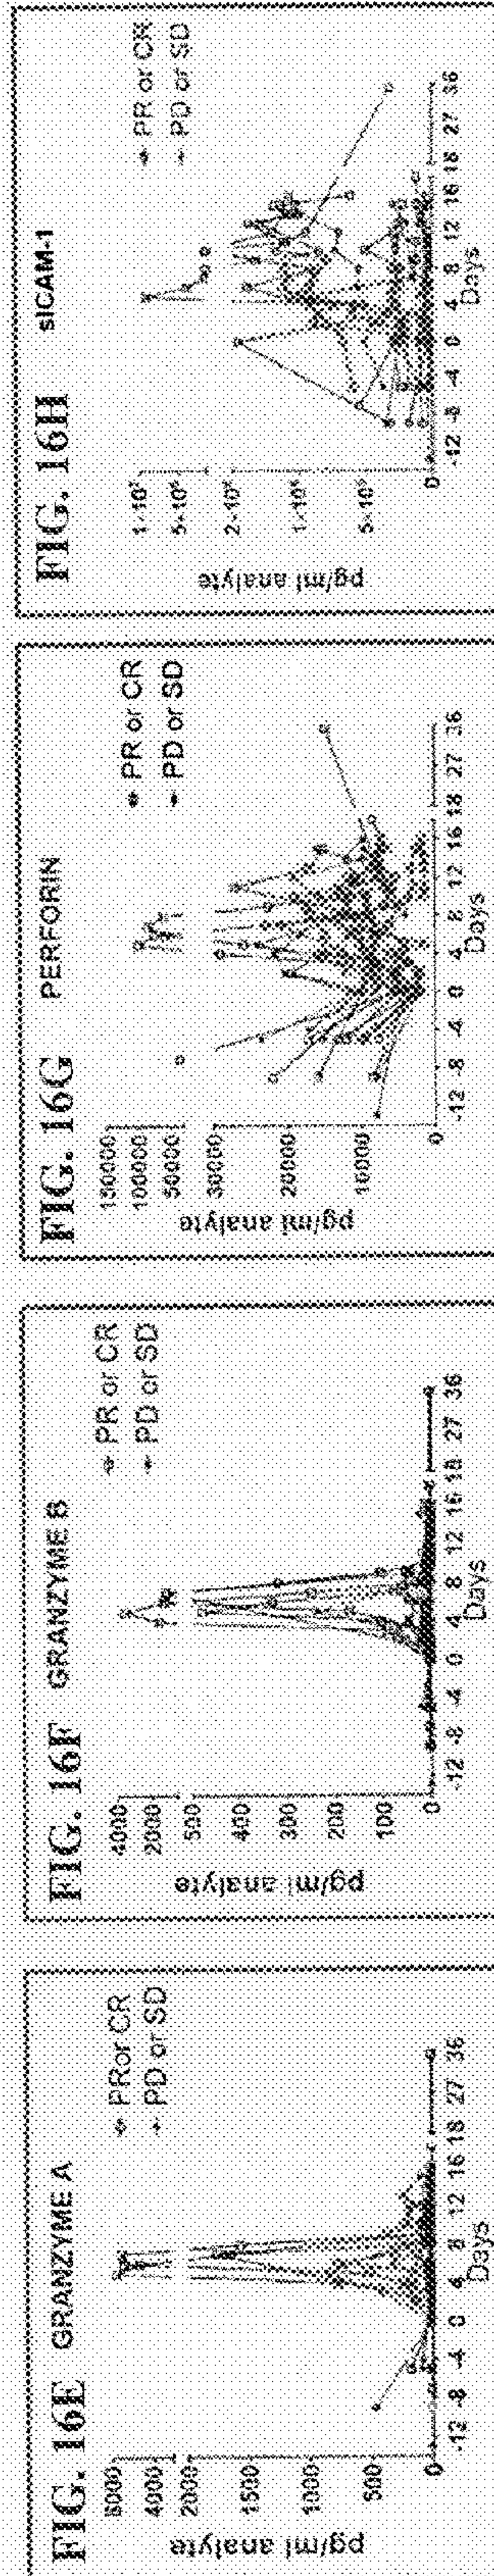 FIG. 16E GRANZYME A
PR or CR
PD or SD
pg/ml analyte
4000
2000
1500
1000
500
0
-12 -8 -4 0 4 8 12 16 18 27 36
Days
FIG. 16F GRANZYME B
PR or CR
PD or SD
pg/ml analyte
4000
2000
500
400
300
200
100
0
-12 -8 -4 0 4 8 12 16 18 27 36
Days
FIG. 16G PERFORIN
PR or CR
PD or SD
pg/ml analyte
150000
100000
50000
30000
20000
10000
0
-12 -8 -4 0 4 8 12 16 18 27 36
Days
FIG. 16H sICAM-1
PR or CR
PD or SD
pg/ml analyte
0
-12 -8 -4 0 4 8 12 16 18 27 36
Days